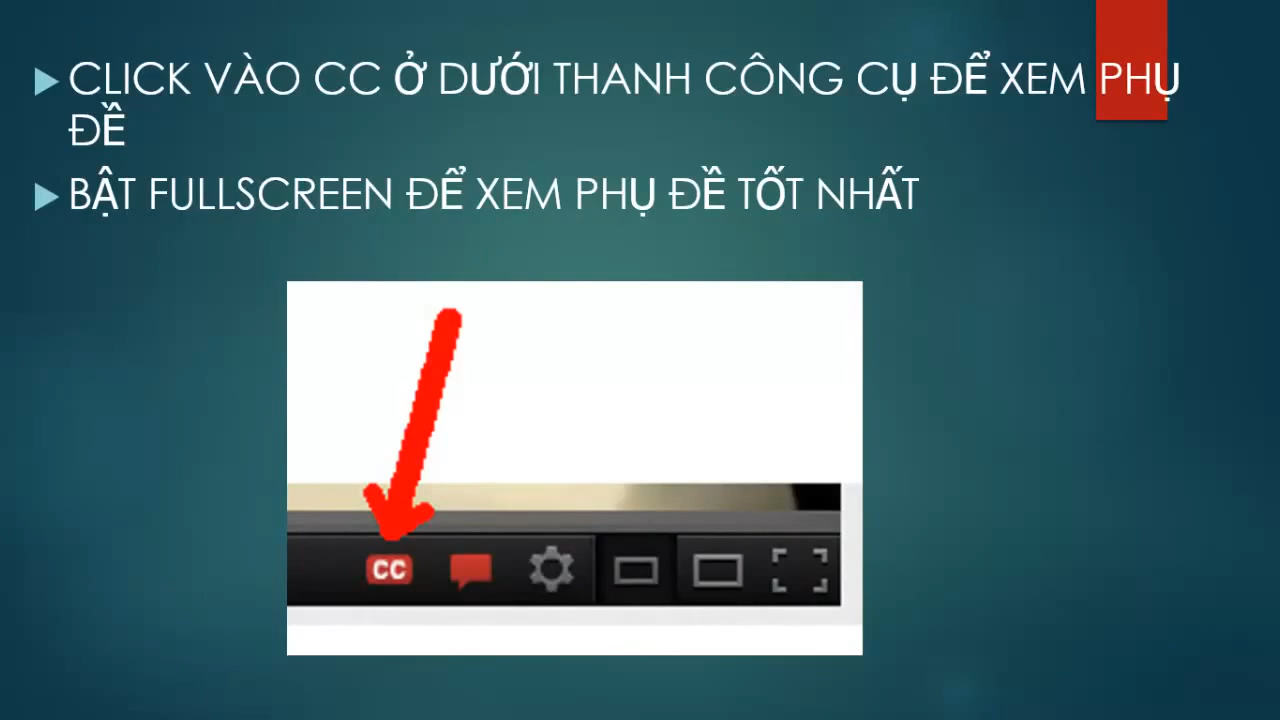 CLICK VÀO CC Ở DƯỚI THANH CÔNG CỤ ĐỂ XEM PHỤ
ĐỀ
BẬT FULLSCREEN ĐỂ XEM PHỤ ĐỀ TỐT NHẤT
CC